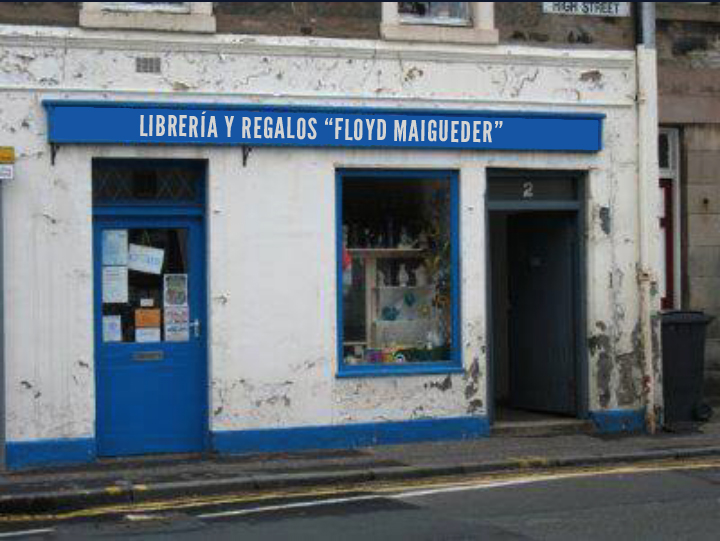 HIGH STREET
LIBRERÍA Y REGALOS “FLOYD MAIGUEDER”
2